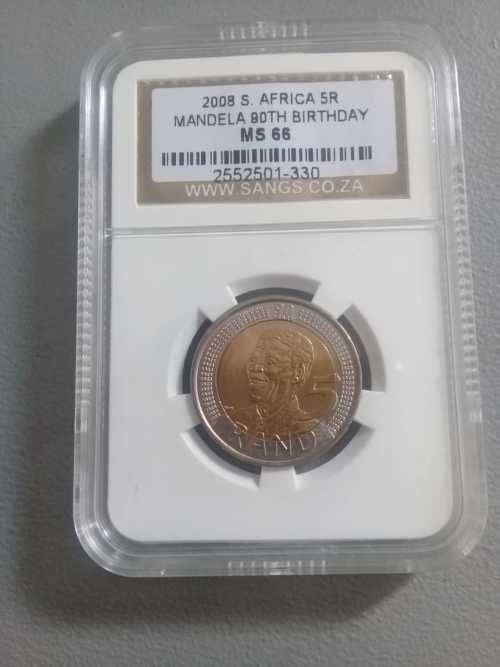 2008 S. AFRICA 5R
MANDELA 90TH BIRTHDAY
MS 66
2552501-330
WWW.SANGS.CO.ZA
5
RAND